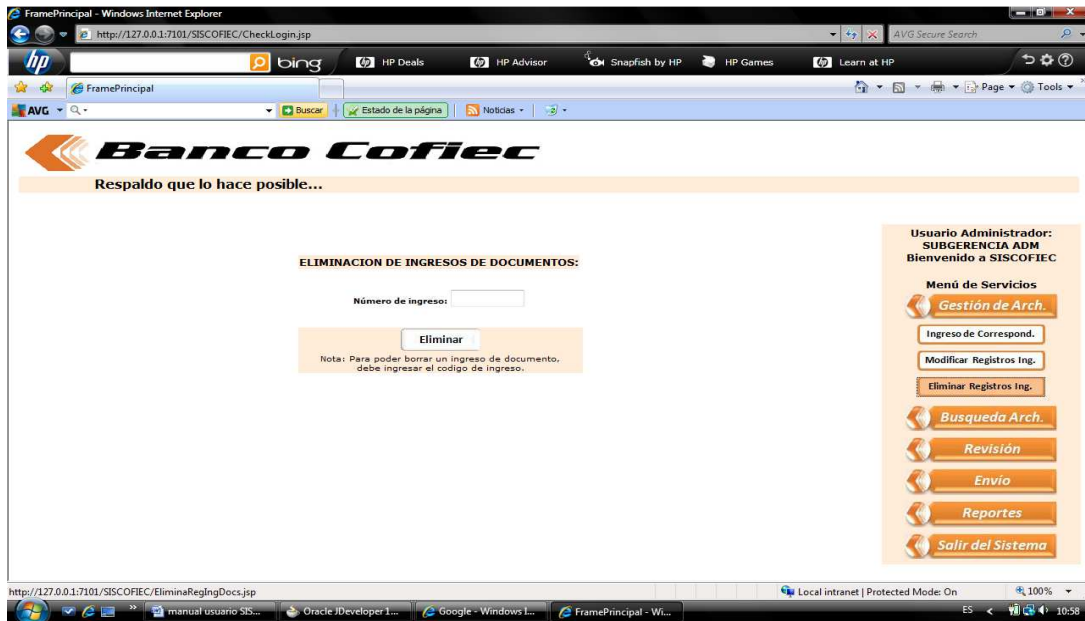 FramePrincipal - Windows Internet Explorer
http://127.0.0.1:7101/SISCOFIEC/CheckLogin.jsp
AVG Secure Search
hp
bing
HP Deals
HP Advisor
Snapfish by HP
HP Games
Learn at HP
FramePrincipal
Page
Tools
AVG
Buscar
Estado de la página
Noticias
Banco Cofiec
Respaldo que lo hace posible...
Usuario Administrador:
SUBGERENCIA ADM
Bienvenido a SISCOFIEC
ELIMINACION DE INGRESOS DE DOCUMENTOS:
Número de ingreso:
Eliminar
Nota: Para poder borrar un ingreso de documento,
debe ingresar el codigo de ingreso.
Menú de Servicios
Gestión de Arch.
Ingreso de Correspond.
Modificar Registros Ing.
Eliminar Registros Ing.
Busqueda Arch.
Revisión
Envío
Reportes
Salir del Sistema
http://127.0.0.1:7101/SISCOFIEC/EliminaRegIngDocs.jsp
Local intranet | Protected Mode: On
100%
manual usuario SIS...
Oracle JDeveloper 1...
Google - Windows I...
FramePrincipal - Wi...
ES
10:58